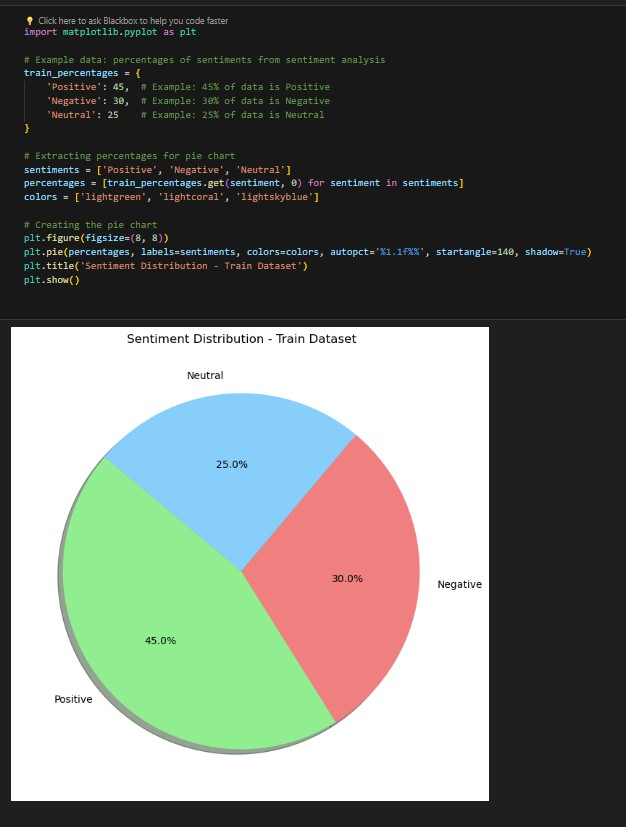 💡 Click here to ask Blackbox to help you code faster
import matplotlib.pyplot as plt

# Example data: percentages of sentiments from sentiment analysis
train_percentages = {
    'Positive': 45,  # Example: 45% of data is Positive
    'Negative': 30,  # Example: 30% of data is Negative
    'Neutral': 25    # Example: 25% of data is Neutral
}

# Extracting percentages for pie chart
sentiments = ['Positive', 'Negative', 'Neutral']
percentages = [train_percentages.get(sentiment, 0) for sentiment in sentiments]
colors = ['lightgreen', 'lightcoral', 'lightskyblue']

# Creating the pie chart
plt.figure(figsize=(8, 8))
plt.pie(percentages, labels=sentiments, colors=colors, autopct='%1.1f%%', startangle=140, shadow=True)
plt.title('Sentiment Distribution - Train Dataset')
plt.show()

Sentiment Distribution - Train Dataset
Neutral
25.0%
30.0%
Negative
45.0%
Positive